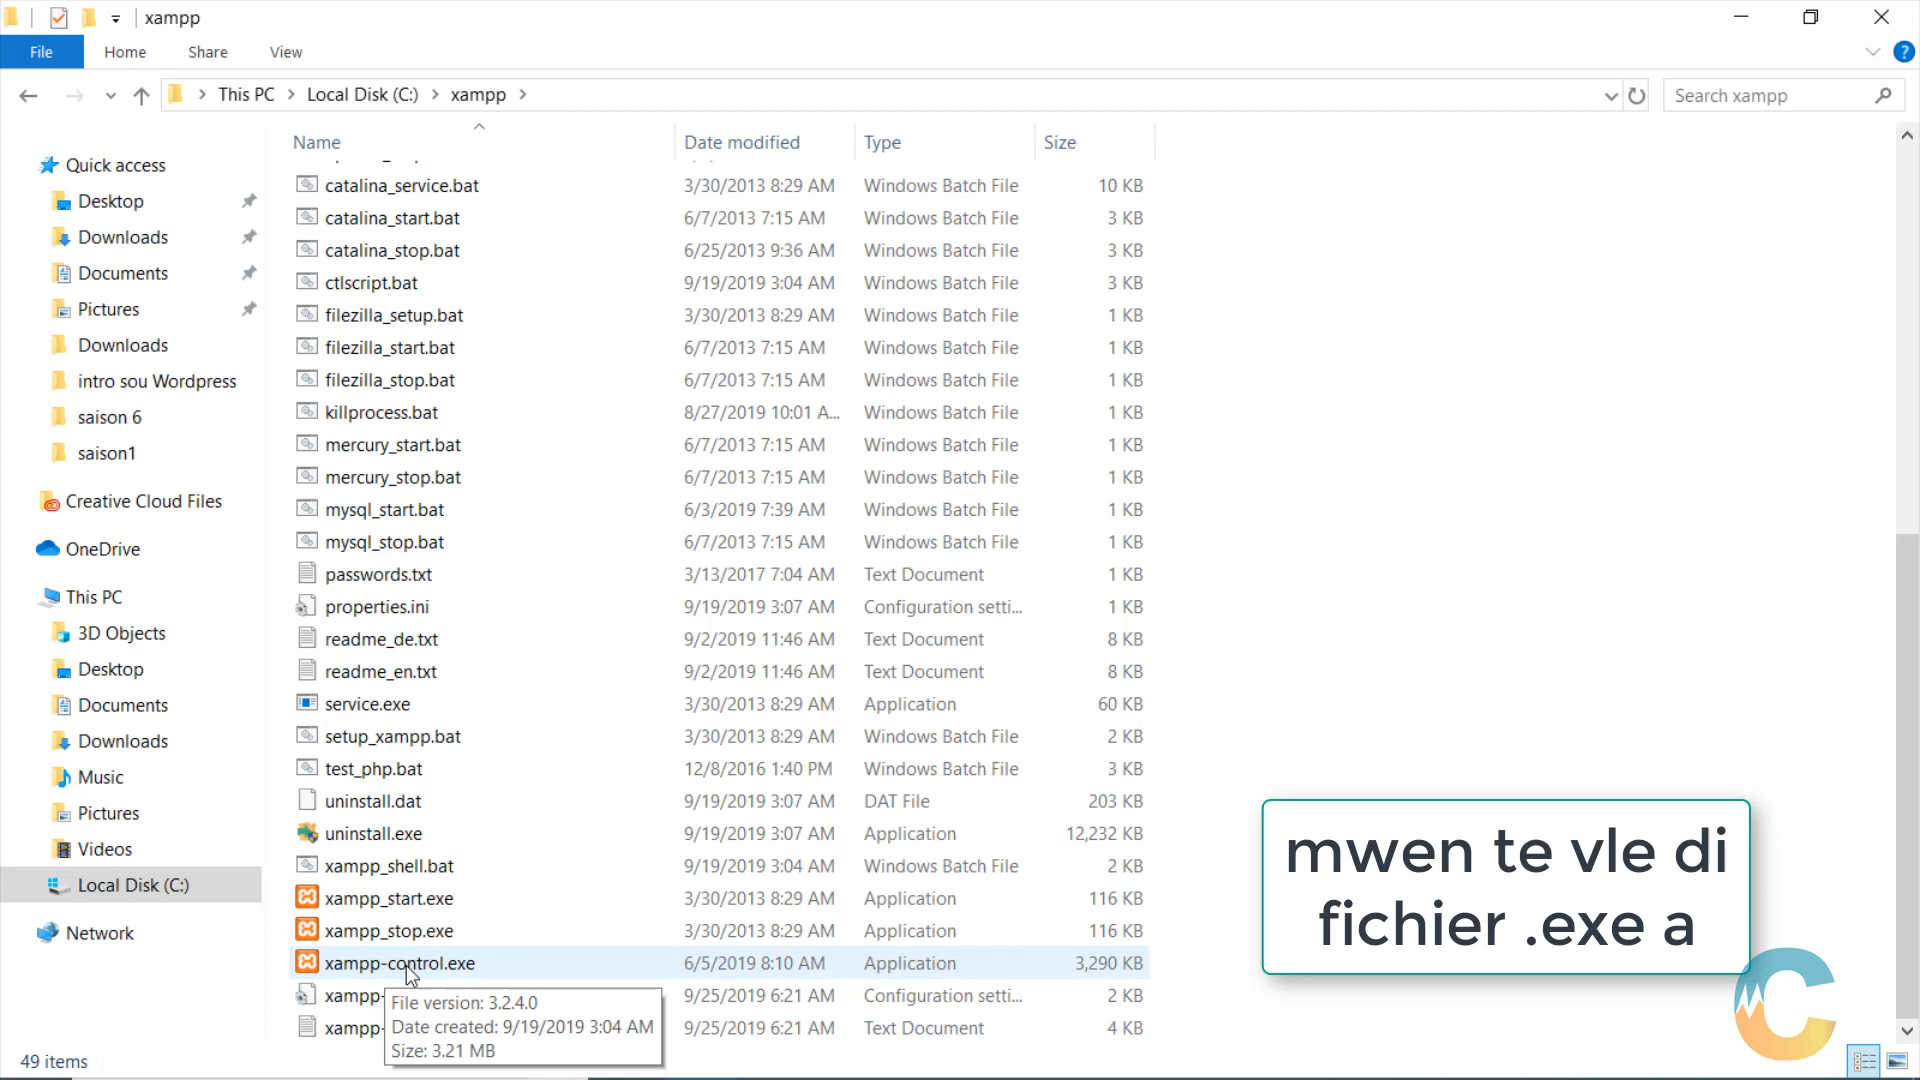 xampp
File Home Share View
This PC Local Disk (C:) xampp
Search xampp
Name Date modified Type Size
Quick access
Desktop
Downloads
Documents
Pictures
Downloads
intro sou Wordpress
saison 6
saison1
Creative Cloud Files
OneDrive
This PC
3D Objects
Desktop
Documents
Downloads
Music
Pictures
Videos
Local Disk (C:)
Network
catalina_service.bat 3/30/2013 8:29 AM Windows Batch File 10 KB
catalina_start.bat 6/7/2013 7:15 AM Windows Batch File 3 KB
catalina_stop.bat 6/25/2013 9:36 AM Windows Batch File 3 KB
ctlscript.bat 9/19/2019 3:04 AM Windows Batch File 3 KB
filezilla_setup.bat 3/30/2013 8:29 AM Windows Batch File 1 KB
filezilla_start.bat 6/7/2013 7:15 AM Windows Batch File 1 KB
filezilla_stop.bat 6/7/2013 7:15 AM Windows Batch File 1 KB
killprocess.bat 8/27/2019 10:01 A... Windows Batch File 1 KB
mercury_start.bat 6/7/2013 7:15 AM Windows Batch File 1 KB
mercury_stop.bat 6/7/2013 7:15 AM Windows Batch File 1 KB
mysql_start.bat 6/3/2019 7:39 AM Windows Batch File 1 KB
mysql_stop.bat 6/7/2013 7:15 AM Windows Batch File 1 KB
passwords.txt 3/13/2017 7:04 AM Text Document 1 KB
properties.ini 9/19/2019 3:07 AM Configuration setti... 1 KB
readme_de.txt 9/2/2019 11:46 AM Text Document 8 KB
readme_en.txt 9/2/2019 11:46 AM Text Document 8 KB
service.exe 3/30/2013 8:29 AM Application 60 KB
setup_xampp.bat 3/30/2013 8:29 AM Windows Batch File 2 KB
test_php.bat 12/8/2016 1:40 PM Windows Batch File 3 KB
uninstall.dat 9/19/2019 3:07 AM DAT File 203 KB
uninstall.exe 9/19/2019 3:07 AM Application 12,232 KB
xampp_shell.bat 9/19/2019 3:04 AM Windows Batch File 2 KB
xampp_start.exe 3/30/2013 8:29 AM Application 116 KB
xampp_stop.exe 3/30/2013 8:29 AM Application 116 KB
xampp-control.exe 6/5/2019 8:10 AM Application 3,290 KB
xampp- 9/25/2019 6:21 AM Configuration setti... 2 KB
xampp- 9/25/2019 6:21 AM Text Document 4 KB
File version: 3.2.4.0
Date created: 9/19/2019 3:04 AM
Size: 3.21 MB
mwen te vle di
fichier .exe a
C
49 items